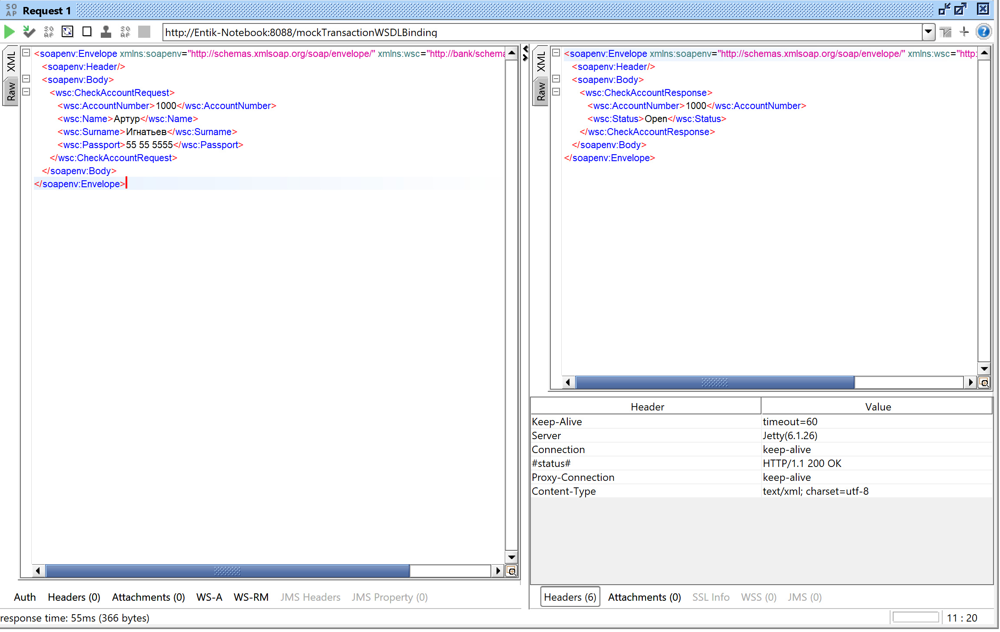 SO
AP
Request 1
SO
AP
SO
AP
http://Entik-Notebook:8088/mockTransactionWSDLBinding
XML
Raw
<soapenv:Envelope xmlns:soapenv="http://schemas.xmlsoap.org/soap/envelope/" xmlns:wsc="http://bank/schema
<soapenv:Header/>
<soapenv:Body>
<wsc:CheckAccountRequest>
<wsc:AccountNumber>1000</wsc:AccountNumber>
<wsc:Name>Артур</wsc:Name>
<wsc:Surname>Игнатьев</wsc:Surname>
<wsc:Passport>55 55 5555</wsc:Passport>
</wsc:CheckAccountRequest>
</soapenv:Body>
</soapenv:Envelope>
XML
Raw
<soapenv:Envelope xmlns:soapenv="http://schemas.xmlsoap.org/soap/envelope/" xmlns:wsc="http:
<soapenv:Header/>
<soapenv:Body>
<wsc:CheckAccountResponse>
<wsc:AccountNumber>1000</wsc:AccountNumber>
<wsc:Status>Open</wsc:Status>
</wsc:CheckAccountResponse>
</soapenv:Body>
</soapenv:Envelope>
Header Value
Keep-Alive timeout=60
Server Jetty(6.1.26)
Connection keep-alive
#status# HTTP/1.1 200 OK
Proxy-Connection keep-alive
Content-Type text/xml; charset=utf-8
Auth Headers (0) Attachments (0) WS-A WS-RM JMS Headers JMS Property (0)
Headers (6) Attachments (0) SSL Info WSS (0) JMS (0)
response time: 55ms (366 bytes)
11 : 20